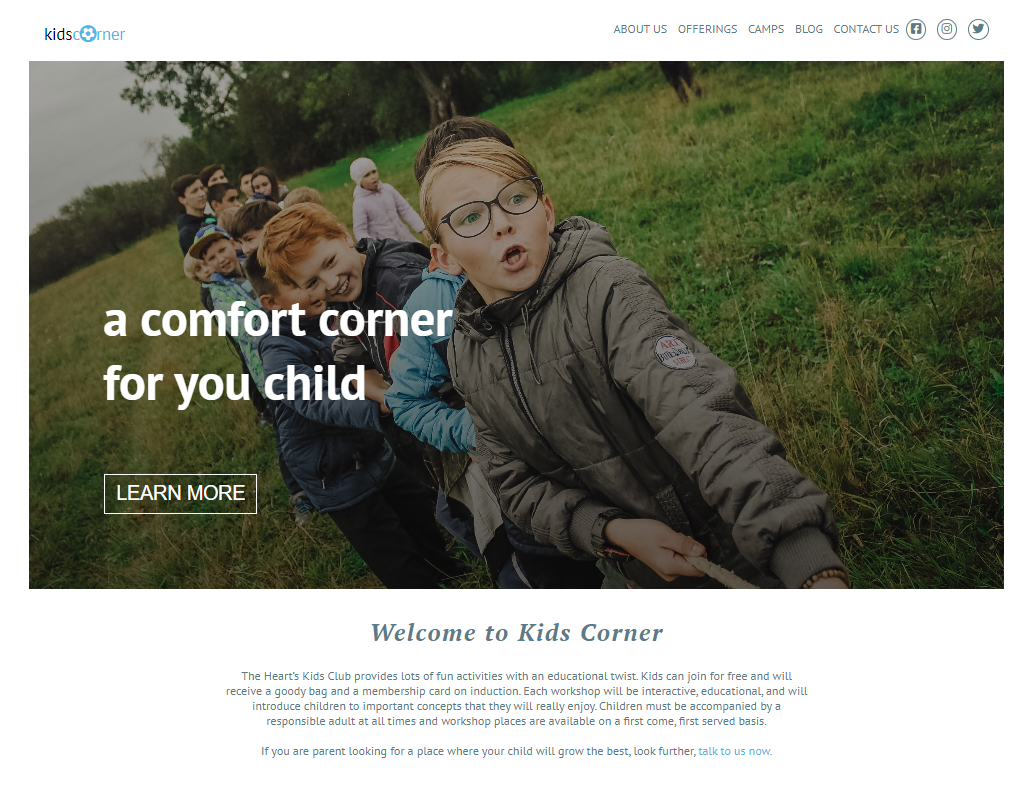 kidscorner
ABOUT US OFFERINGS CAMPS BLOG CONTACT US
ART
a comfort corner
for you child
LEARN MORE
Welcome to Kids Corner
The Heart's Kids Club provides lots of fun activities with an educational twist. Kids can join for free and will
receive a goody bag and a membership card on induction. Each workshop will be interactive, educational, and will
introduce children to important concepts that they will really enjoy. Children must be accompanied by a
responsible adult at all times and workshop places are available on a first come, first served basis.
If you are parent looking for a place where your child will grow the best, look further, talk to us now.